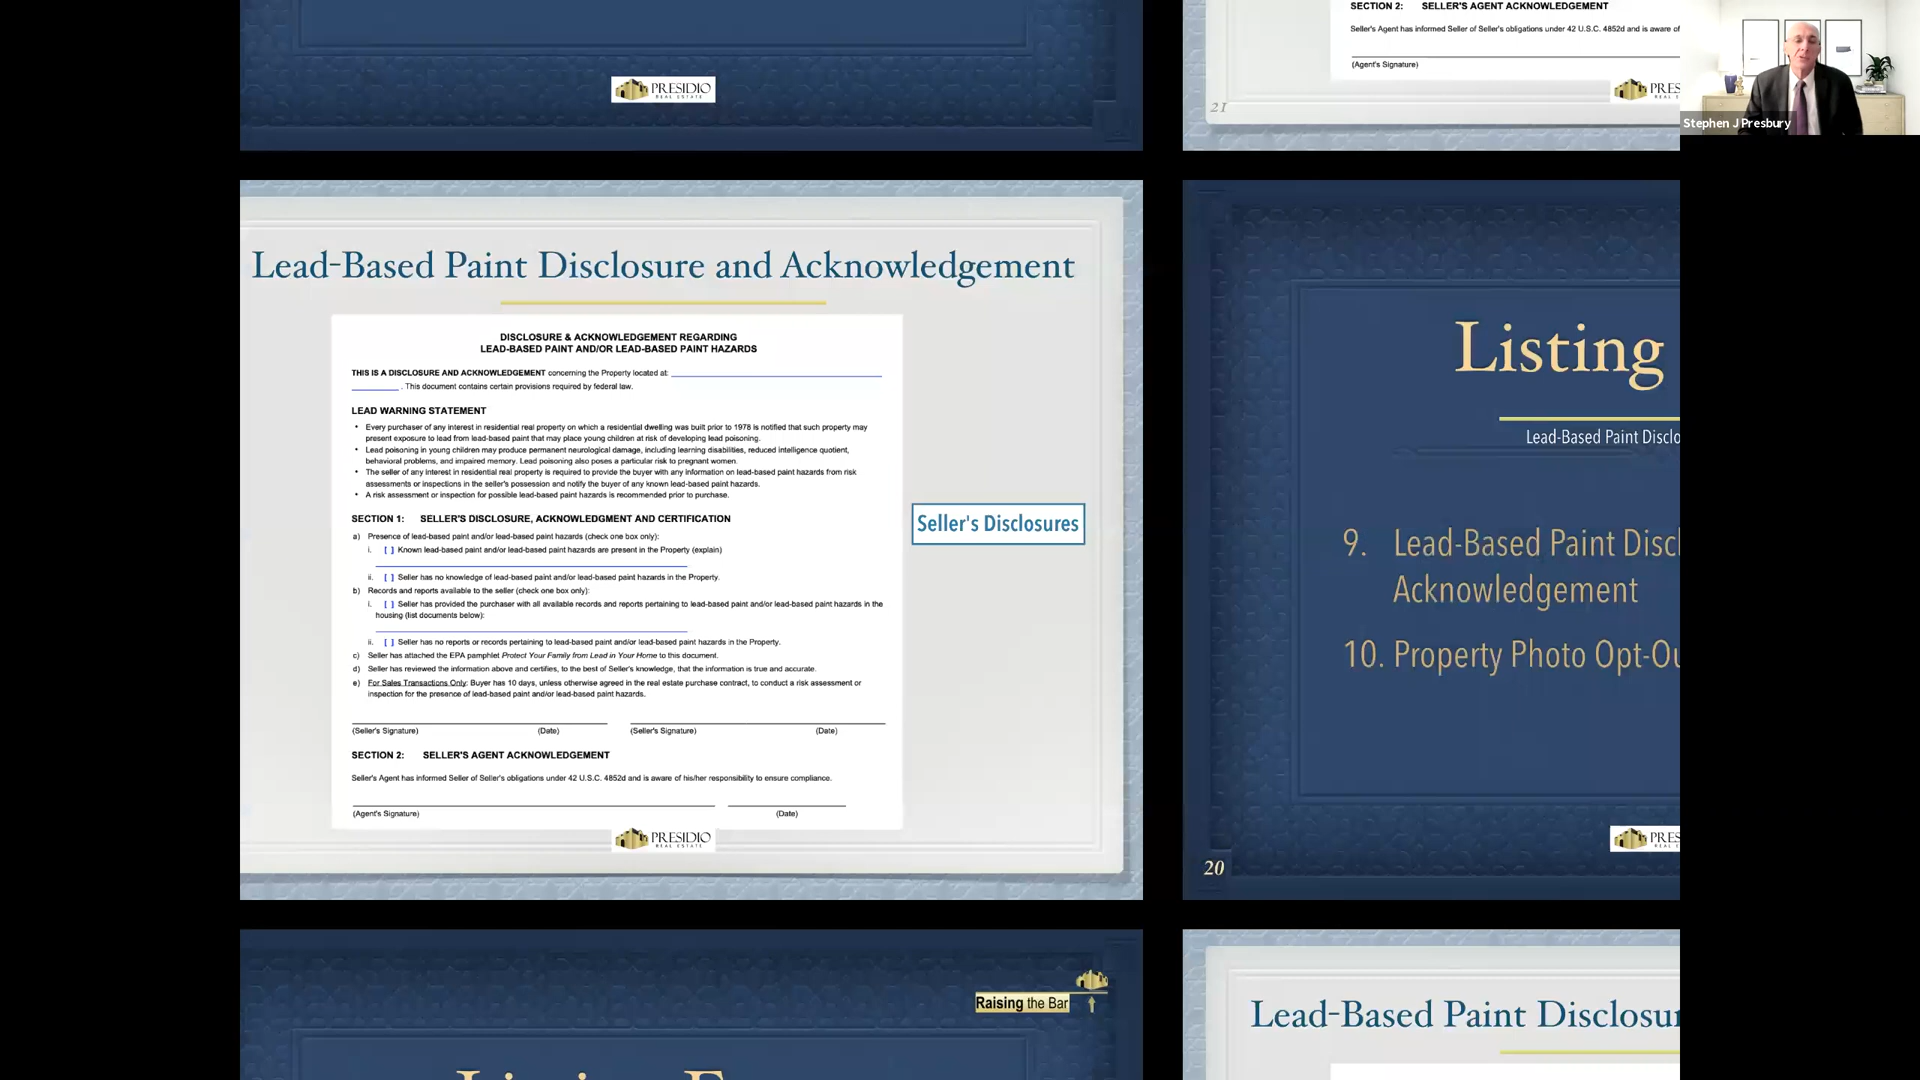 PRESIDIO
REAL ESTATE
SECTION 2: SELLER'S AGENT ACKNOWLEDGEMENT
Seller's Agent has informed Seller of Seller's obligations under 42 U.S.C. 4852d and is aware of
(Agent's Signature)
PRES
REAL ES
21
Stephen J Presbury
Lead-Based Paint Disclosure and Acknowledgement
DISCLOSURE & ACKNOWLEDGEMENT REGARDING
LEAD-BASED PAINT AND/OR LEAD-BASED PAINT HAZARDS
THIS IS A DISCLOSURE AND ACKNOWLEDGEMENT concerning the Property located at:
. This document contains certain provisions required by federal law.
LEAD WARNING STATEMENT
• Every purchaser of any interest in residential real property on which a residential dwelling was built prior to 1978 is notified that such property may
present exposure to lead from lead-based paint that may place young children at risk of developing lead poisoning.
• Lead poisoning in young children may produce permanent neurological damage, including learning disabilities, reduced intelligence quotient,
behavioral problems, and impaired memory. Lead poisoning also poses a particular risk to pregnant women.
• The seller of any interest in residential real property is required to provide the buyer with any information on lead-based paint hazards from risk
assessments or inspections in the seller's possession and notify the buyer of any known lead-based paint hazards.
• A risk assessment or inspection for possible lead-based paint hazards is recommended prior to purchase.
SECTION 1: SELLER'S DISCLOSURE, ACKNOWLEDGMENT AND CERTIFICATION
a) Presence of lead-based paint and/or lead-based paint hazards (check one box only):
i. [ ] Known lead-based paint and/or lead-based paint hazards are present in the Property (explain)
ii. [ ] Seller has no knowledge of lead-based paint and/or lead-based paint hazards in the Property.
b) Records and reports available to the seller (check one box only):
i. [ ] Seller has provided the purchaser with all available records and reports pertaining to lead-based paint and/or lead-based paint hazards in the
housing (list documents below):
ii. [ ] Seller has no reports or records pertaining to lead-based paint and/or lead-based paint hazards in the Property.
c) Seller has attached the EPA pamphlet Protect Your Family from Lead in Your Home to this document.
d) Seller has reviewed the information above and certifies, to the best of Seller's knowledge, that the information is true and accurate.
e) For Sales Transactions Only: Buyer has 10 days, unless otherwise agreed in the real estate purchase contract, to conduct a risk assessment or
inspection for the presence of lead-based paint and/or lead-based paint hazards.
(Seller's Signature) (Date) (Seller's Signature) (Date)
SECTION 2: SELLER'S AGENT ACKNOWLEDGEMENT
Seller's Agent has informed Seller of Seller's obligations under 42 U.S.C. 4852d and is aware of his/her responsibility to ensure compliance.
(Agent's Signature) (Date)
PRESIDIO
REAL ESTATE
Seller's Disclosures
Listing
Lead-Based Paint Disclo
9. Lead-Based Paint Discl
Acknowledgement
10. Property Photo Opt-Ou
PRES
REAL ES
20
Raising the Bar
Lead-Based Paint Disclosur